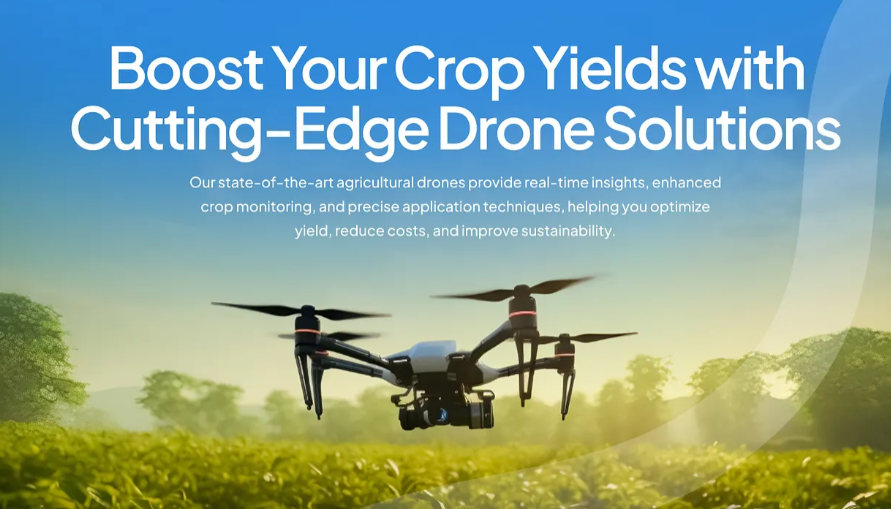 Boost Your Crop Yields with
Cutting-Edge Drone Solutions
Our state-of-the-art agricultural drones provide real-time insights, enhanced
crop monitoring, and precise application techniques, helping you optimize
yield, reduce costs, and improve sustainability.